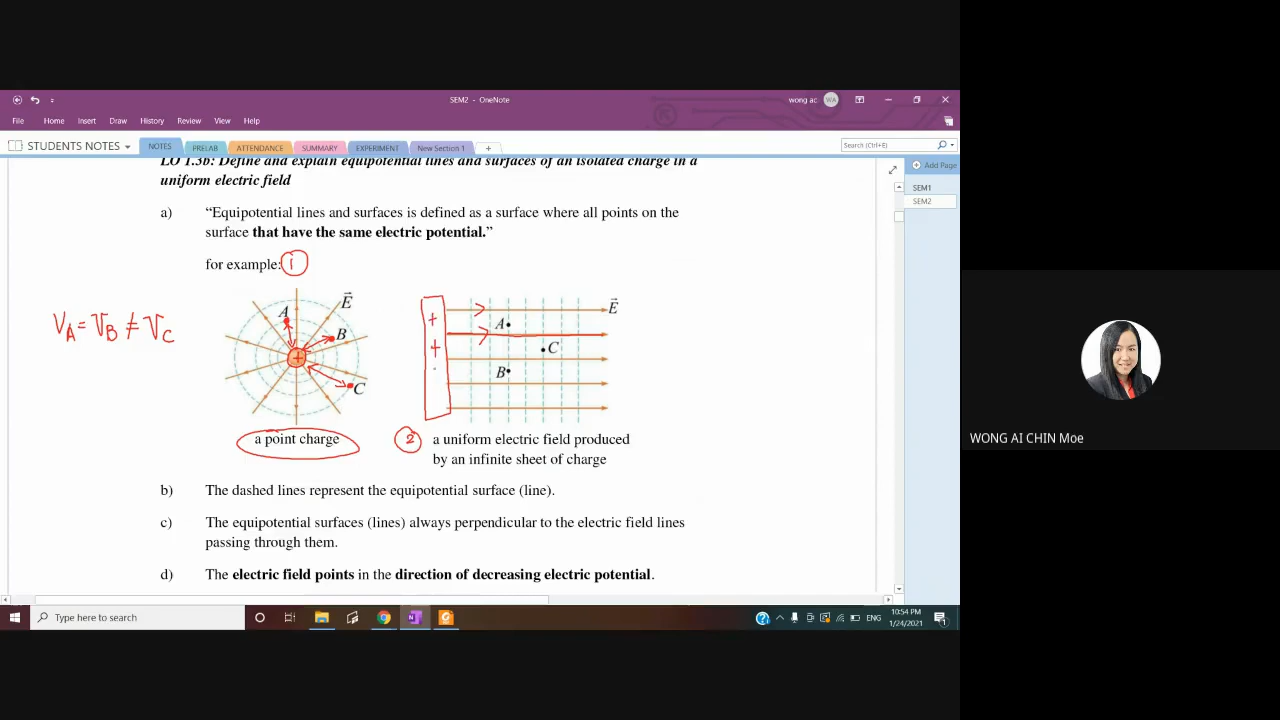 SEM2 - OneNote
wong ac WA
File Home Insert Draw History Review View Help
STUDENTS NOTES NOTES PRELAB ATTENDANCE SUMMARY EXPERIMENT New Section 1 +
Search (Ctrl+E)
Add Page
SEM1
SEM2
LO 1.3b: Define and explain equipotential lines and surfaces of an isolated charge in a
uniform electric field
a) “Equipotential lines and surfaces is defined as a surface where all points on the
surface that have the same electric potential.”
for example: 1
V_A = V_B ≠ V_C
E
A
B
C
+
+
+
E
A
C
B
a point charge
2 a uniform electric field produced
by an infinite sheet of charge
b) The dashed lines represent the equipotential surface (line).
c) The equipotential surfaces (lines) always perpendicular to the electric field lines
passing through them.
d) The electric field points in the direction of decreasing electric potential.
WONG AI CHIN Moe
Type here to search
ENG
10:54 PM
1/24/2021